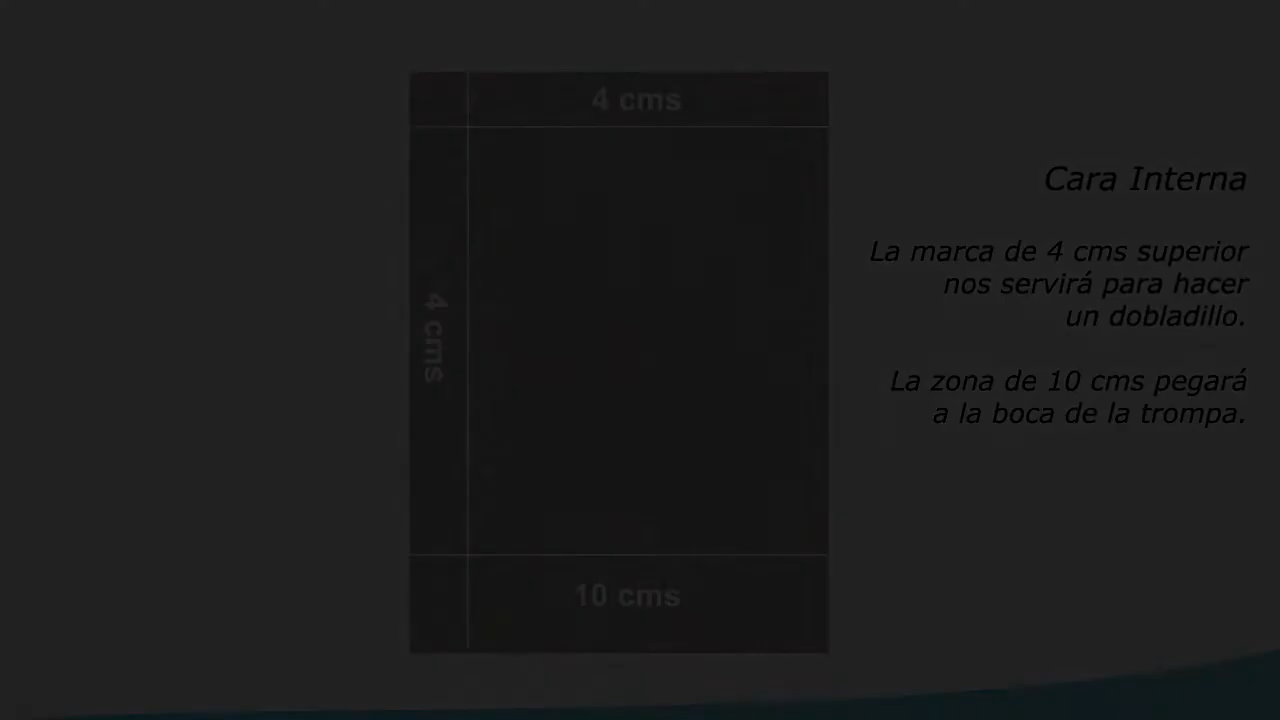 4 cms
4 cms
10 cms
Cara Interna
La marca de 4 cms superior
nos servirá para hacer
un dobladillo.
La zona de 10 cms pegará
a la boca de la trompa.